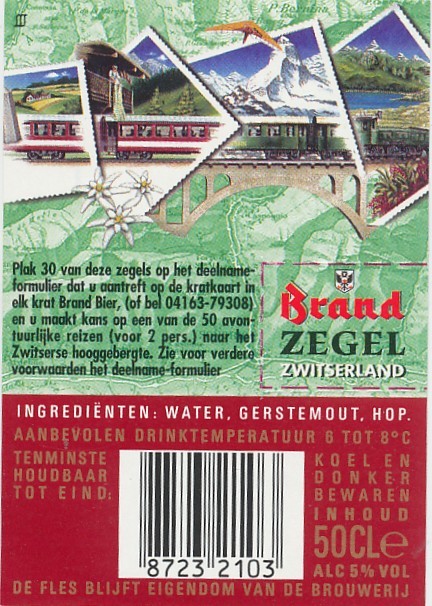 III
P. Bernina
Plak 30 van deze zegels op het deelname-
formulier dat u aantreft op de kratkaart in
elk krat Brand Bier, (of bel 04163-79308)
en u maakt kans op een van de 50 avon-
tuurlijke reizen (voor 2 pers.) naar het
Zwitserse hooggebergte. Zie voor verdere
voorwaarden het deelname-formulier
Brand
ZEGEL
ZWITSERLAND
INGREDIËNTEN: WATER, GERSTEMOUT, HOP.
AANBEVOLEN DRINKTEMPERATUUR 6 TOT 8°C
TENMINSTE
HOUDBAAR
TOT EIND:
8723 2103
KOEL EN
DONKER
BEWAREN
INHOUD
50CLe
ALC 5% VOL
DE FLES BLIJFT EIGENDOM VAN DE BROUWERIJ